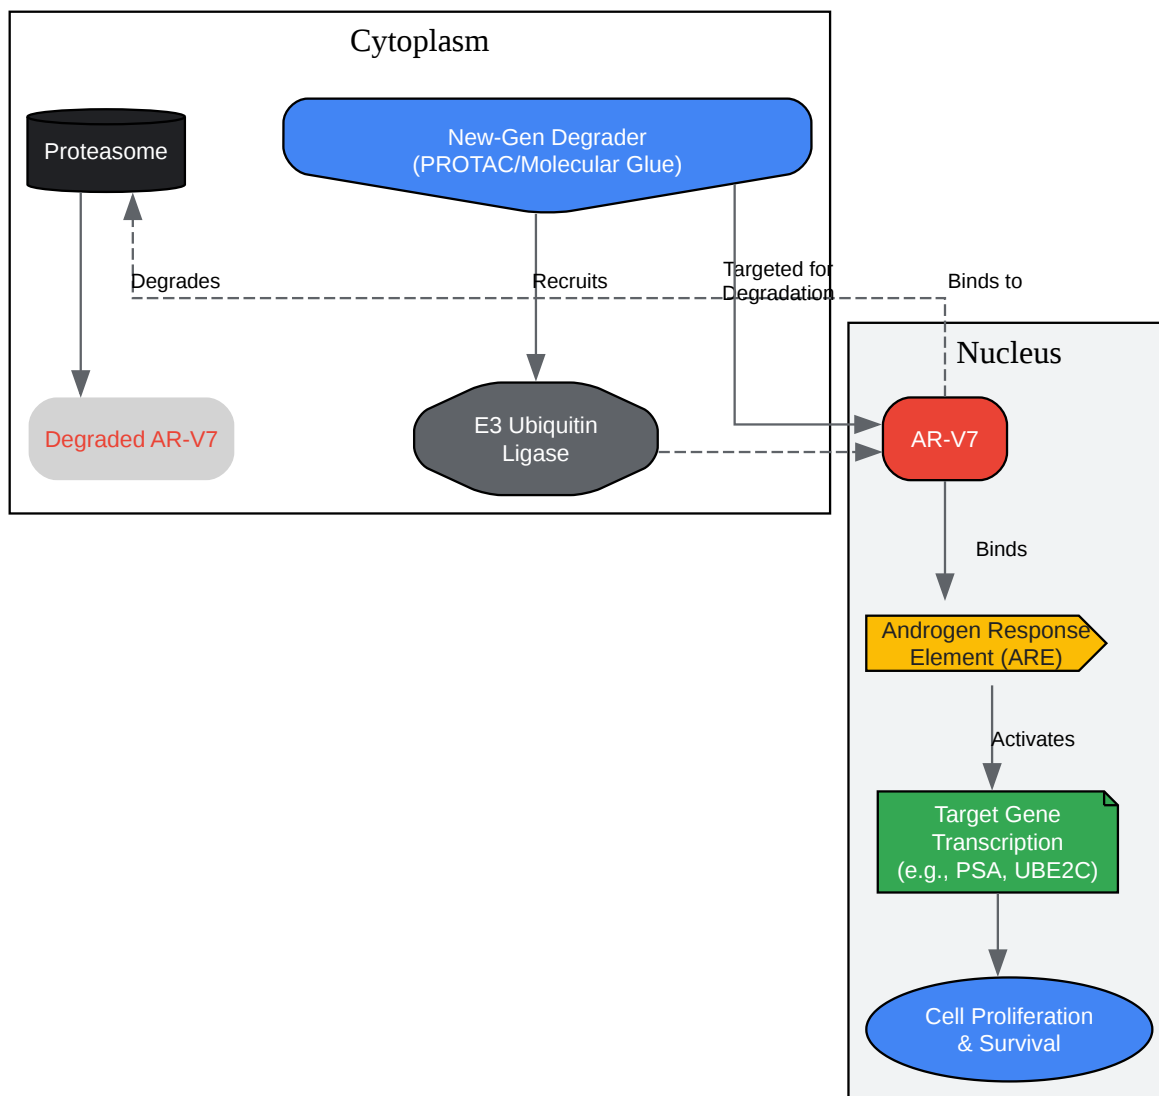 Cytoplasm
Proteasome
New-Gen Degrader
(PROTAC/Molecular Glue)
Degrades
Recruits
Targeted for
Degradation
Binds to
Nucleus
Degraded AR-V7
E3 Ubiquitin
Ligase
AR-V7
Binds
Androgen Response
Element (ARE)
Activates
Target Gene
Transcription
(e.g., PSA, UBE2C)
Cell Proliferation
& Survival